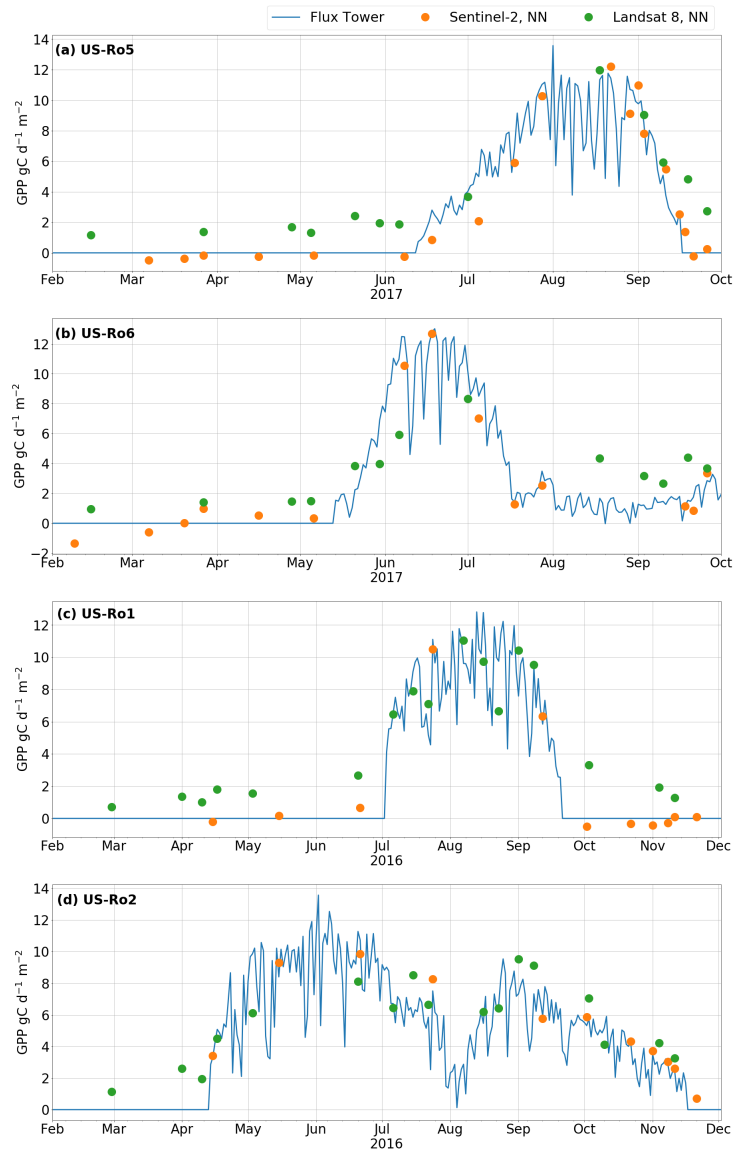 Flux Tower Sentinel-2, NN Landsat 8, NN
(a) US-Ro5
GPP gC d⁻¹ m⁻²
14
12
10
8
6
4
2
0
Feb Mar Apr May Jun Jul Aug Sep Oct
2017
(b) US-Ro6
GPP gC d⁻¹ m⁻²
12
10
8
6
4
2
0
−2
Feb Mar Apr May Jun Jul Aug Sep Oct
2017
(c) US-Ro1
GPP gC d⁻¹ m⁻²
12
10
8
6
4
2
0
Feb Mar Apr May Jun Jul Aug Sep Oct Nov Dec
2016
(d) US-Ro2
GPP gC d⁻¹ m⁻²
14
12
10
8
6
4
2
0
Feb Mar Apr May Jun Jul Aug Sep Oct Nov Dec
2016